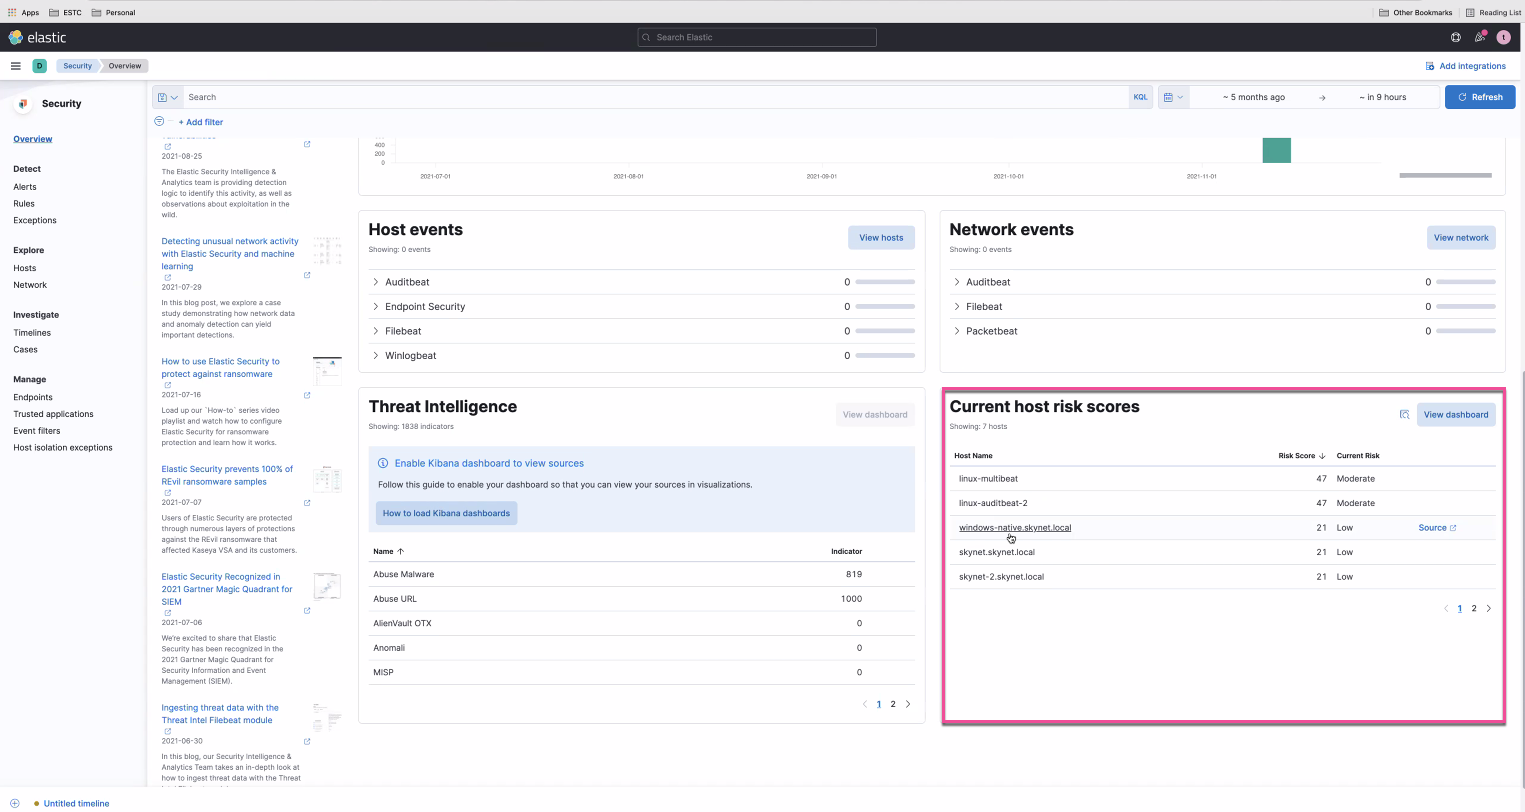 Apps
ESTC
Personal
Other Bookmarks
Reading List
elastic
Search Elastic
t
D
Security
Overview
Add integrations
Security
Overview
Detect
Alerts
Rules
Exceptions
Explore
Hosts
Network
Investigate
Timelines
Cases
Manage
Endpoints
Trusted applications
Event filters
Host isolation exceptions
Search
KQL
~ 5 months ago
→
~ in 9 hours
Refresh
+ Add filter
2021-08-25
The Elastic Security Intelligence &
Analytics team is providing detection
logic to identify this activity, as well as
observations about exploitation in the
wild.
Detecting unusual network activity
with Elastic Security and machine
learning
2021-07-29
In this blog post, we explore a case
study demonstrating how network data
and anomaly detection can yield
important detections.
How to use Elastic Security to
protect against ransomware
2021-07-16
Load up our `How-to` series video
playlist and watch how to configure
Elastic Security for ransomware
protection and learn how it works.
Elastic Security prevents 100% of
REvil ransomware samples
2021-07-07
Users of Elastic Security are protected
through numerous layers of protections
against the REvil ransomware that
affected Kaseya VSA and its customers.
Elastic Security Recognized in
2021 Gartner Magic Quadrant for
SIEM
2021-07-06
We're excited to share that Elastic
Security has been recognized in the
2021 Gartner Magic Quadrant for
Security Information and Event
Management (SIEM).
Ingesting threat data with the
Threat Intel Filebeat module
2021-06-30
In this blog, our Security Intelligence &
Analytics Team takes an in-depth look at
how to ingest threat data with the Threat
400
200
0
2021-07-01
2021-08-01
2021-09-01
2021-10-01
2021-11-01
Host events
Showing: 0 events
View hosts
Auditbeat 0
Endpoint Security 0
Filebeat 0
Winlogbeat 0
Network events
Showing: 0 events
View network
Auditbeat 0
Filebeat 0
Packetbeat 0
Threat Intelligence
Showing: 1838 indicators
View dashboard
Enable Kibana dashboard to view sources
Follow this guide to enable your dashboard so that you can view your sources in visualizations.
How to load Kibana dashboards
Name ↑ Indicator
Abuse Malware 819
Abuse URL 1000
AlienVault OTX 0
Anomali 0
MISP 0
1 2
Current host risk scores
Showing: 7 hosts
View dashboard
Host Name Risk Score ↓ Current Risk
linux-multibeat 47 Moderate
linux-auditbeat-2 47 Moderate
windows-native.skynet.local 21 Low Source
skynet.skynet.local 21 Low
skynet-2.skynet.local 21 Low
1 2
Untitled timeline